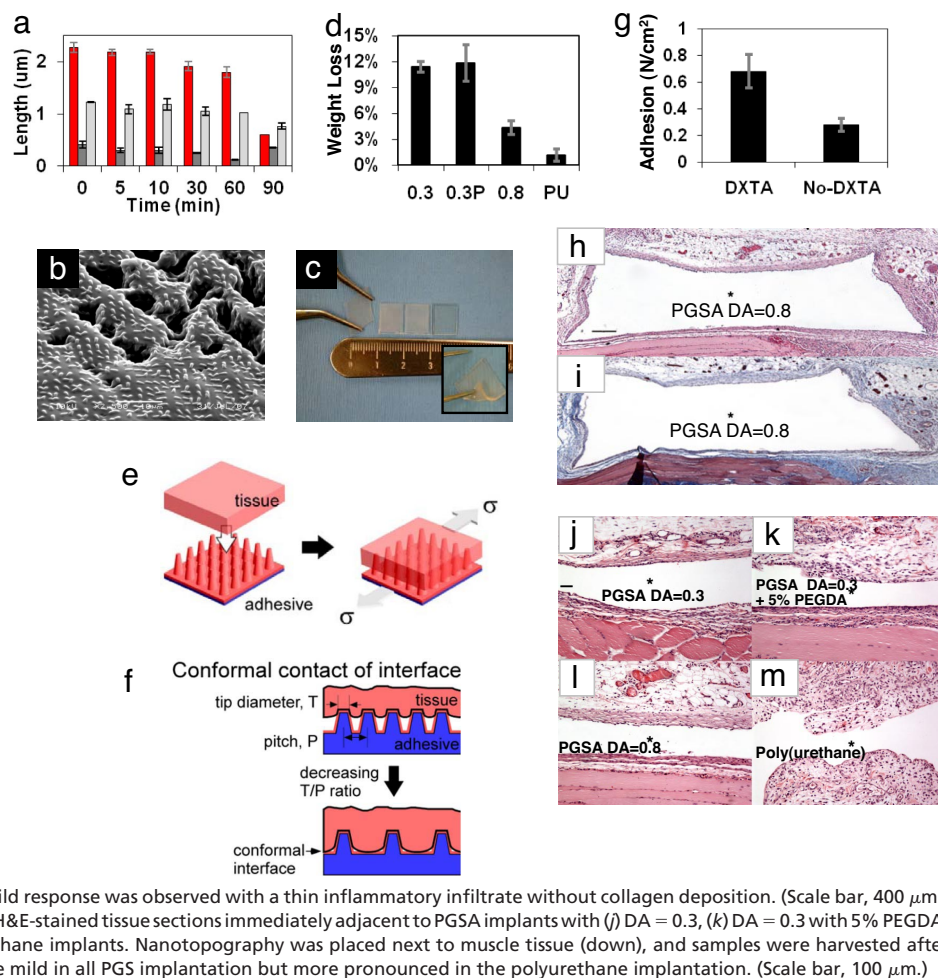 a
Length (um)
2
1
0
0 5 10 30 60 90
Time (min)
d
Weight Loss
15%
12%
9%
6%
3%
0%
0.3 0.3P 0.8 PU
g
Adhesion (N/cm²)
1
0.8
0.6
0.4
0.2
0
DXTA No-DXTA
b
c
1 2 3
h
*
PGSA DA=0.8
i
*
PGSA DA=0.8
e
tissue
adhesive
σ
σ
f
Conformal contact of interface
tip diameter, T
tissue
pitch, P
adhesive
decreasing
T/P ratio
conformal
interface
j
*
PGSA DA=0.3
k
PGSA DA=0.3
+ 5% PEGDA*
l
*
PGSA DA=0.8
m
*
Poly(urethane)
ild response was observed with a thin inflammatory infiltrate without collagen deposition. (Scale bar, 400 μm
H&E-stained tissue sections immediately adjacent to PGSA implants with (j) DA = 0.3, (k) DA = 0.3 with 5% PEGDA
thane implants. Nanotopography was placed next to muscle tissue (down), and samples were harvested after
e mild in all PGS implantation but more pronounced in the polyurethane implantation. (Scale bar, 100 μm.)